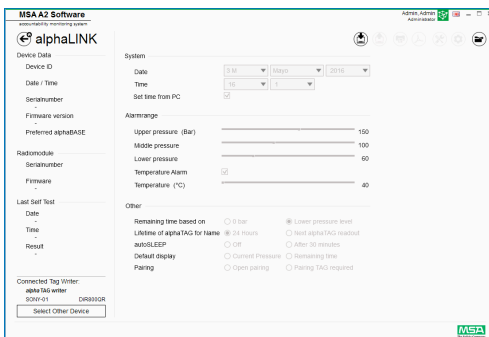 MSA A2 Software
accountability monitoring system
Admin, Admin
Administrator
alphaLINK
Device Data
Device ID
Date / Time
-
Serialnumber
-
Firmware version
-
Preferred alphaBASE
-
Radiomodule
Serialnumber
-
Firmware
-
Last Self Test
Date
-
Time
-
Result
-
Connected Tag Writer:
alphaTAG writer
SONY-01 DIR800QR
Select Other Device
System
Date 3 M Mayo 2016
Time 16 1
Set time from PC
Alarmrange
Upper pressure (Bar) 150
Middle pressure 100
Lower pressure 60
Temperature Alarm
Temperature (°C) 40
Other
Remaining time based on 0 bar Lower pressure level
Lifetime of alphaTAG for Name 24 Hours Next alphaTAG readout
autoSLEEP Off After 30 minutes
Default display Current Pressure Remaining time
Pairing Open pairing Pairing TAG required
MSA